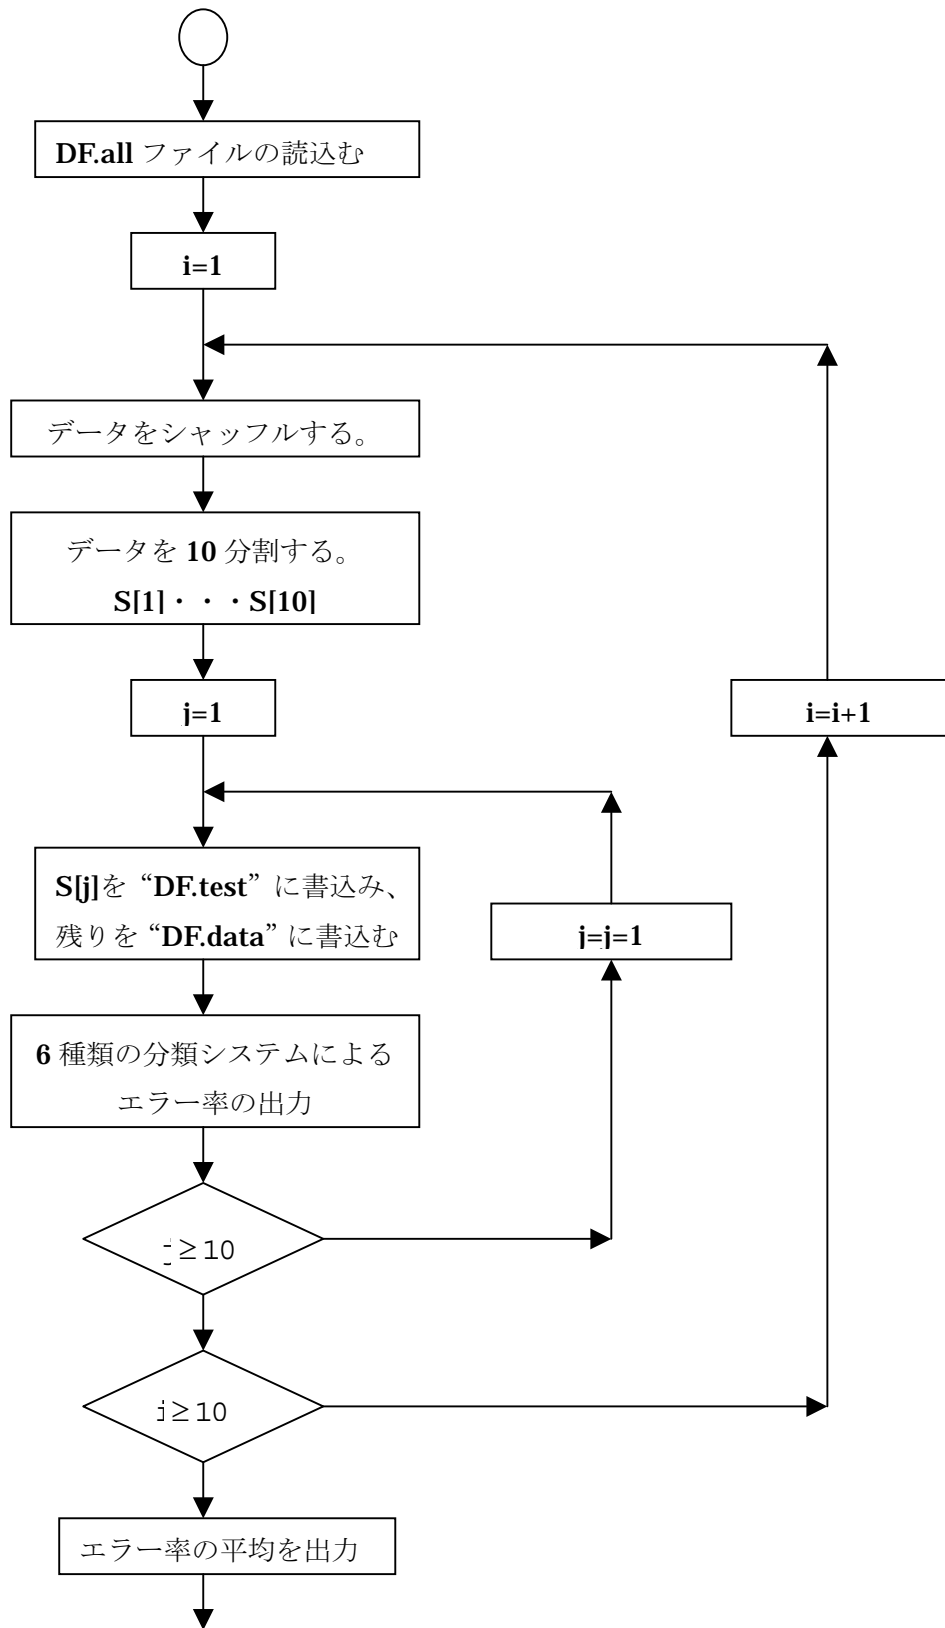 DF.all ファイルの読込む
i=1
データをシャッフルする。
データを 10 分割する。
S[1]・・・S[10]
j=1
i=i+1
S[j]を “DF.test” に書込み、
残りを “DF.data” に書込む
j=j=1
6 種類の分類システムによる
エラー率の出力
j≥10
i≥10
エラー率の平均を出力